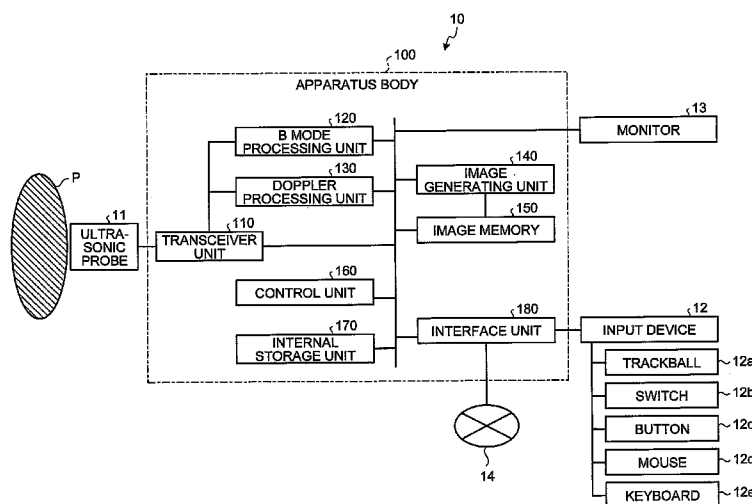 10
100
APPARATUS BODY
120
B MODE
PROCESSING UNIT
13
MONITOR
130
DOPPLER
PROCESSING UNIT
140
IMAGE
GENERATING UNIT
P
11
ULTRA-
SONIC
PROBE
110
TRANSCEIVER
UNIT
150
IMAGE MEMORY
160
CONTROL UNIT
170
INTERNAL
STORAGE UNIT
180
INTERFACE UNIT
12
INPUT DEVICE
TRACKBALL
12a
SWITCH
12b
BUTTON
12c
MOUSE
KEYBOARD
14